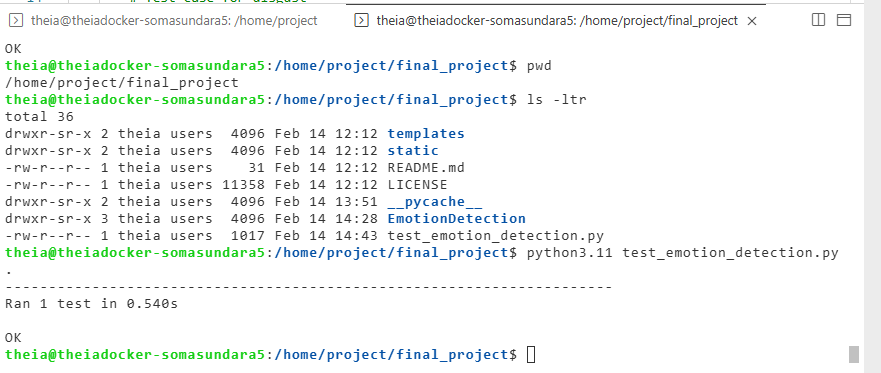 # Test case for disgust
theia@theiadocker-somasundara5: /home/project
theia@theiadocker-somasundara5: /home/project/final_project
OK
theia@theiadocker-somasundara5:/home/project/final_project$ pwd
/home/project/final_project
theia@theiadocker-somasundara5:/home/project/final_project$ ls -ltr
total 36
drwxr-sr-x 2 theia users  4096 Feb 14 12:12 templates
drwxr-sr-x 2 theia users  4096 Feb 14 12:12 static
-rw-r--r-- 1 theia users    31 Feb 14 12:12 README.md
-rw-r--r-- 1 theia users 11358 Feb 14 12:12 LICENSE
drwxr-sr-x 2 theia users  4096 Feb 14 13:51 __pycache__
drwxr-sr-x 3 theia users  4096 Feb 14 14:28 EmotionDetection
-rw-r--r-- 1 theia users  1017 Feb 14 14:43 test_emotion_detection.py
theia@theiadocker-somasundara5:/home/project/final_project$ python3.11 test_emotion_detection.py
.
----------------------------------------------------------------------
Ran 1 test in 0.540s
OK
theia@theiadocker-somasundara5:/home/project/final_project$